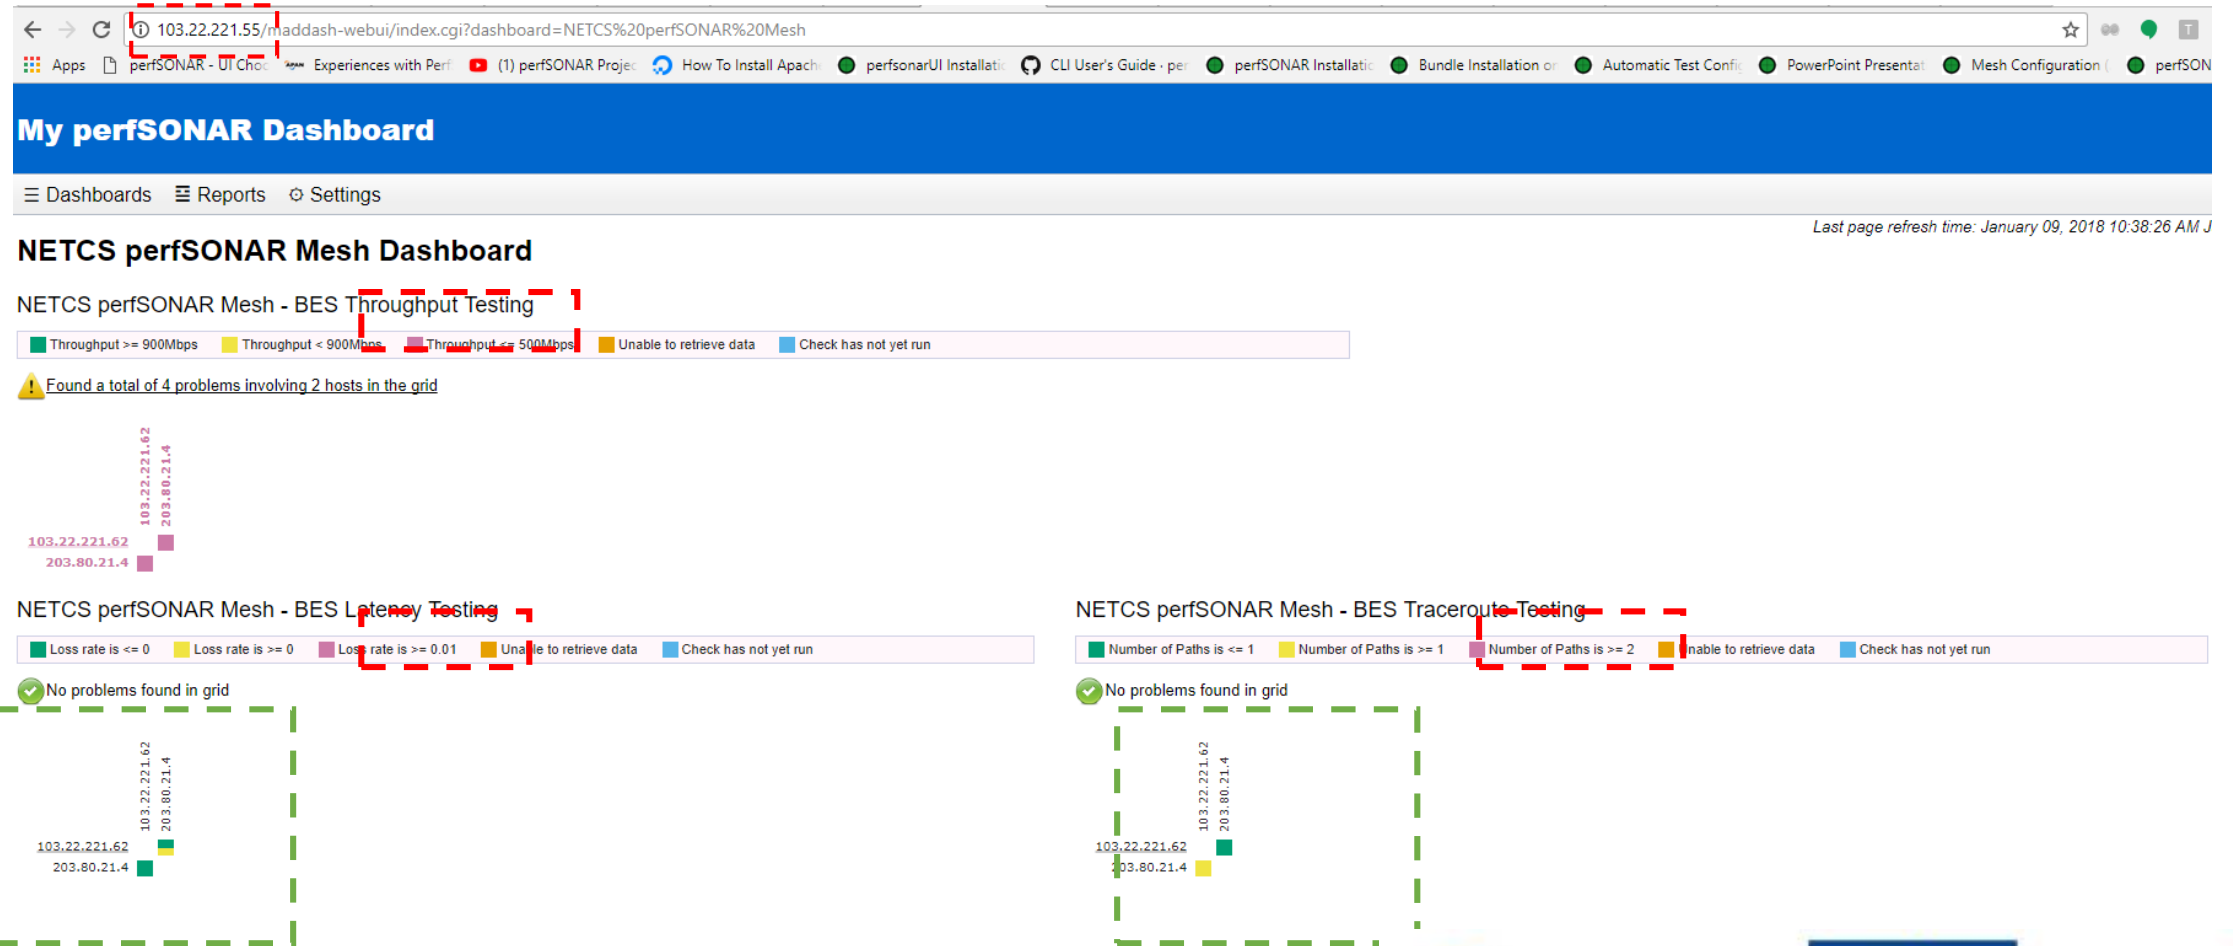 103.22.221.55/maddash-webui/index.cgi?dashboard=NETCS%20perfSONAR%20Mesh
Apps perfSONAR - UI Choc Experiences with Perf (1) perfSONAR Projec How To Install Apach perfsonarUI Installatio CLI User's Guide · per perfSONAR Installatic Bundle Installation or Automatic Test Config PowerPoint Presentat Mesh Configuration ( perfSON
My perfSONAR Dashboard
Dashboards Reports Settings
Last page refresh time: January 09, 2018 10:38:26 AM J
NETCS perfSONAR Mesh Dashboard
NETCS perfSONAR Mesh - BES Throughput Testing
Throughput >= 900Mbps Throughput < 900Mbps Throughput <= 500Mbps Unable to retrieve data Check has not yet run
Found a total of 4 problems involving 2 hosts in the grid
103.22.221.62
203.80.21.4
103.22.221.62
203.80.21.4
NETCS perfSONAR Mesh - BES Latency Testing
Loss rate is <= 0 Loss rate is >= 0 Loss rate is >= 0.01 Unable to retrieve data Check has not yet run
No problems found in grid
103.22.221.62
203.80.21.4
103.22.221.62
203.80.21.4
NETCS perfSONAR Mesh - BES Traceroute Testing
Number of Paths is <= 1 Number of Paths is >= 1 Number of Paths is >= 2 Unable to retrieve data Check has not yet run
No problems found in grid
103.22.221.62
203.80.21.4
103.22.221.62
203.80.21.4